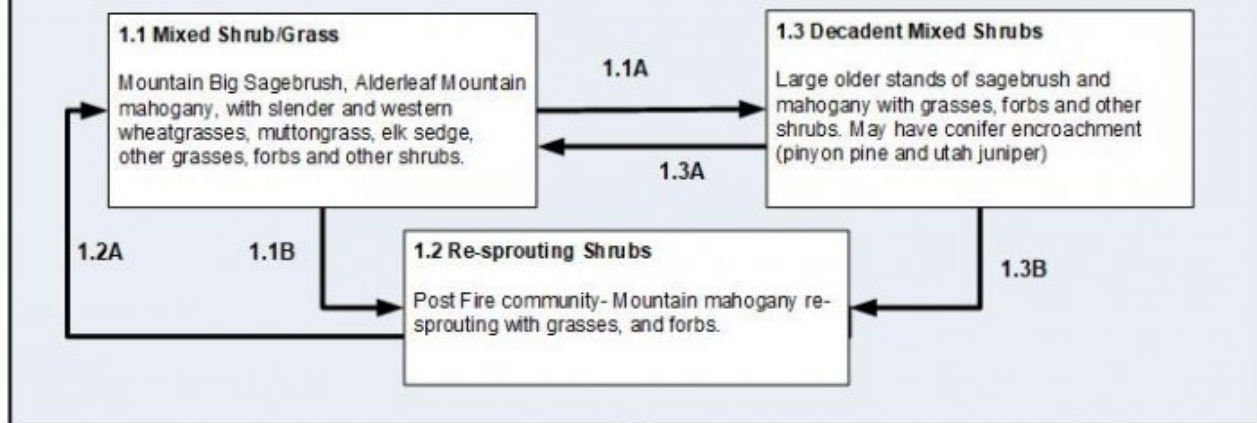 1.1 Mixed Shrub/Grass
Mountain Big Sagebrush, Alderleaf Mountain
mahogany, with slender and western
wheatgrasses, muttongrass, elk sedge,
other grasses, forbs and other shrubs.
1.1A
1.3A
1.3 Decadent Mixed Shrubs
Large older stands of sagebrush and
mahogany with grasses, forbs and other
shrubs. May have conifer encroachment
(pinyon pine and utah juniper)
1.2A
1.1B
1.2 Re-sprouting Shrubs
Post Fire community- Mountain mahogany re-
sprouting with grasses, and forbs.
1.3B